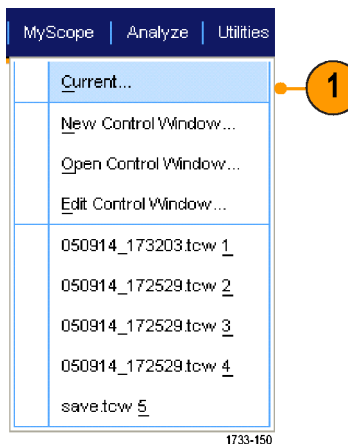 MyScope | Analyze | Utilities
Current...
1
New Control Window...
Open Control Window...
Edit Control Window...
050914_173203.tcw 1
050914_172529.tcw 2
050914_172529.tcw 3
050914_172529.tcw 4
save.tcw 5
1733-150